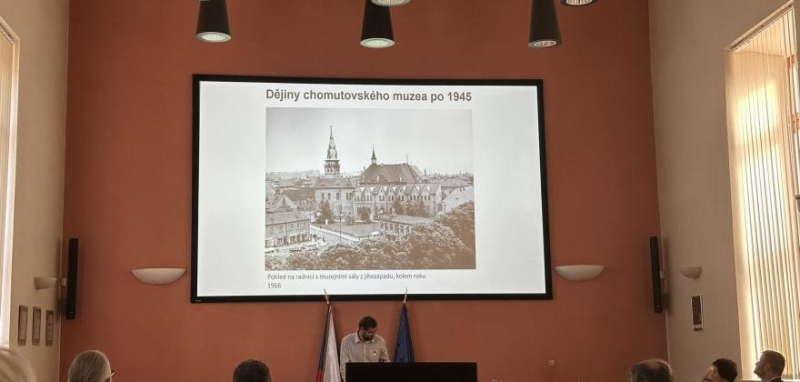 Dějiny chomutovského muzea po 1945
Pohled na radnici s muzejními sály z jihozápadu, kolem roku
1966